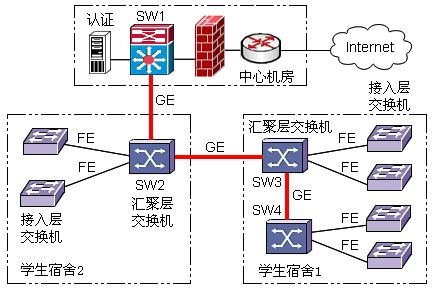 认证
SW1
中心机房
Internet
GE
接入层
交换机
FE
FE
SW2
汇聚层
交换机
接入层
交换机
学生宿舍2
GE
汇聚层交换机
FE
FE
SW3
GE
SW4
FE
FE
学生宿舍1